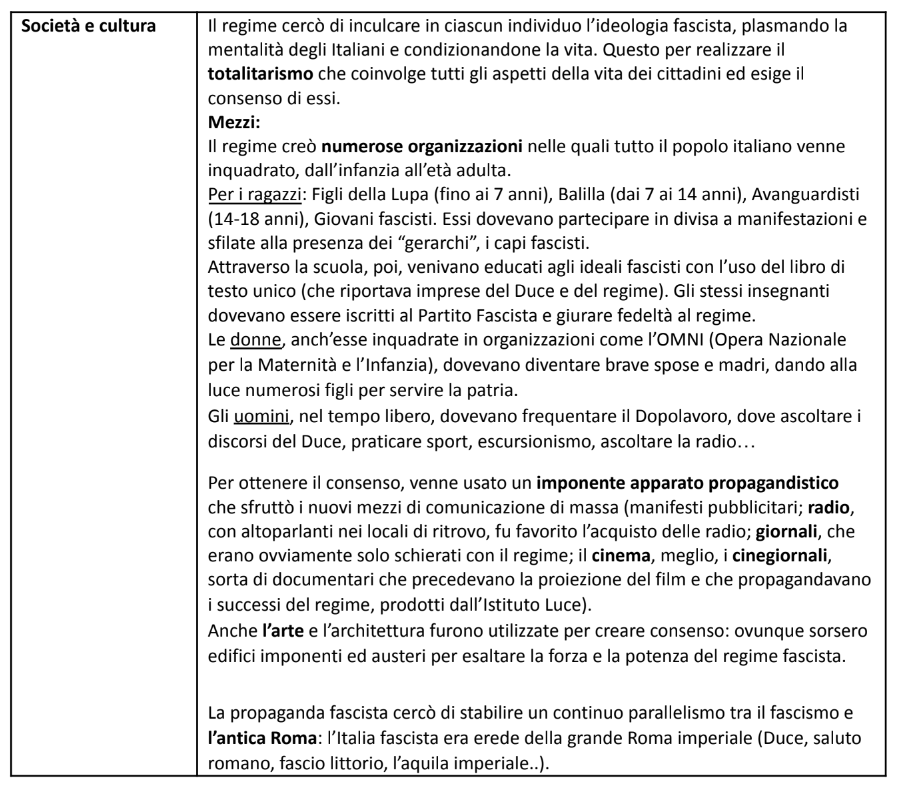 Società e cultura
Il regime cercò di inculcare in ciascun individuo l’ideologia fascista, plasmando la
mentalità degli Italiani e condizionandone la vita. Questo per realizzare il
totalitarismo che coinvolge tutti gli aspetti della vita dei cittadini ed esige il
consenso di essi.
Mezzi:
Il regime creò numerose organizzazioni nelle quali tutto il popolo italiano venne
inquadrato, dall’infanzia all’età adulta.
Per i ragazzi: Figli della Lupa (fino ai 7 anni), Balilla (dai 7 ai 14 anni), Avanguardisti
(14-18 anni), Giovani fascisti. Essi dovevano partecipare in divisa a manifestazioni e
sfilate alla presenza dei “gerarchi”, i capi fascisti.
Attraverso la scuola, poi, venivano educati agli ideali fascisti con l’uso del libro di
testo unico (che riportava imprese del Duce e del regime). Gli stessi insegnanti
dovevano essere iscritti al Partito Fascista e giurare fedeltà al regime.
Le donne, anch’esse inquadrate in organizzazioni come l’OMNI (Opera Nazionale
per la Maternità e l’Infanzia), dovevano diventare brave spose e madri, dando alla
luce numerosi figli per servire la patria.
Gli uomini, nel tempo libero, dovevano frequentare il Dopolavoro, dove ascoltare i
discorsi del Duce, praticare sport, escursionismo, ascoltare la radio…
Per ottenere il consenso, venne usato un imponente apparato propagandistico
che sfruttò i nuovi mezzi di comunicazione di massa (manifesti pubblicitari; radio,
con altoparlanti nei locali di ritrovo, fu favorito l’acquisto delle radio; giornali, che
erano ovviamente solo schierati con il regime; il cinema, meglio, i cinegiornali,
sorta di documentari che precedevano la proiezione del film e che propagandavano
i successi del regime, prodotti dall’Istituto Luce).
Anche l’arte e l’architettura furono utilizzate per creare consenso: ovunque sorsero
edifici imponenti ed austeri per esaltare la forza e la potenza del regime fascista.
La propaganda fascista cercò di stabilire un continuo parallelismo tra il fascismo e
l’antica Roma: l’Italia fascista era erede della grande Roma imperiale (Duce, saluto
romano, fascio littorio, l’aquila imperiale..).